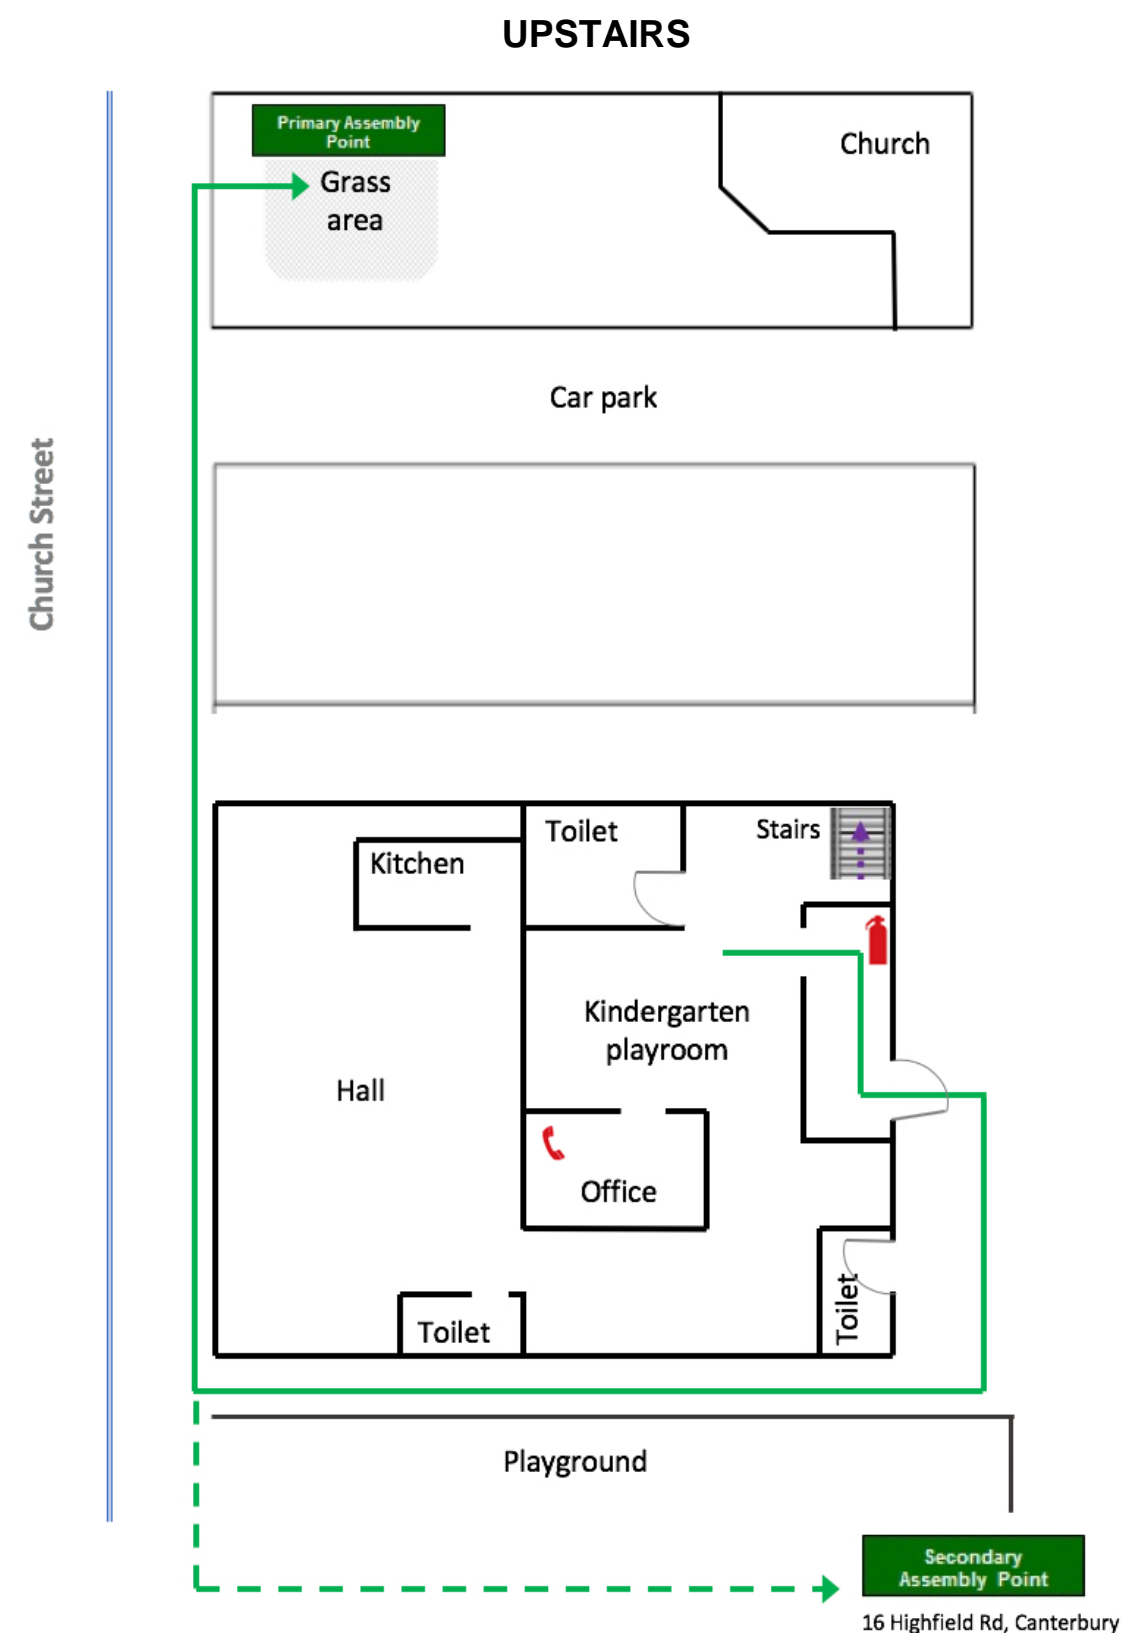 UPSTAIRS
Primary Assembly
Point
Church
Grass
area
Car park
Church Street
Toilet
Stairs
Kitchen
Kindergarten
playroom
Hall
Office
Toilet
Toilet
Playground
Secondary
Assembly Point
16 Highfield Rd, Canterbury